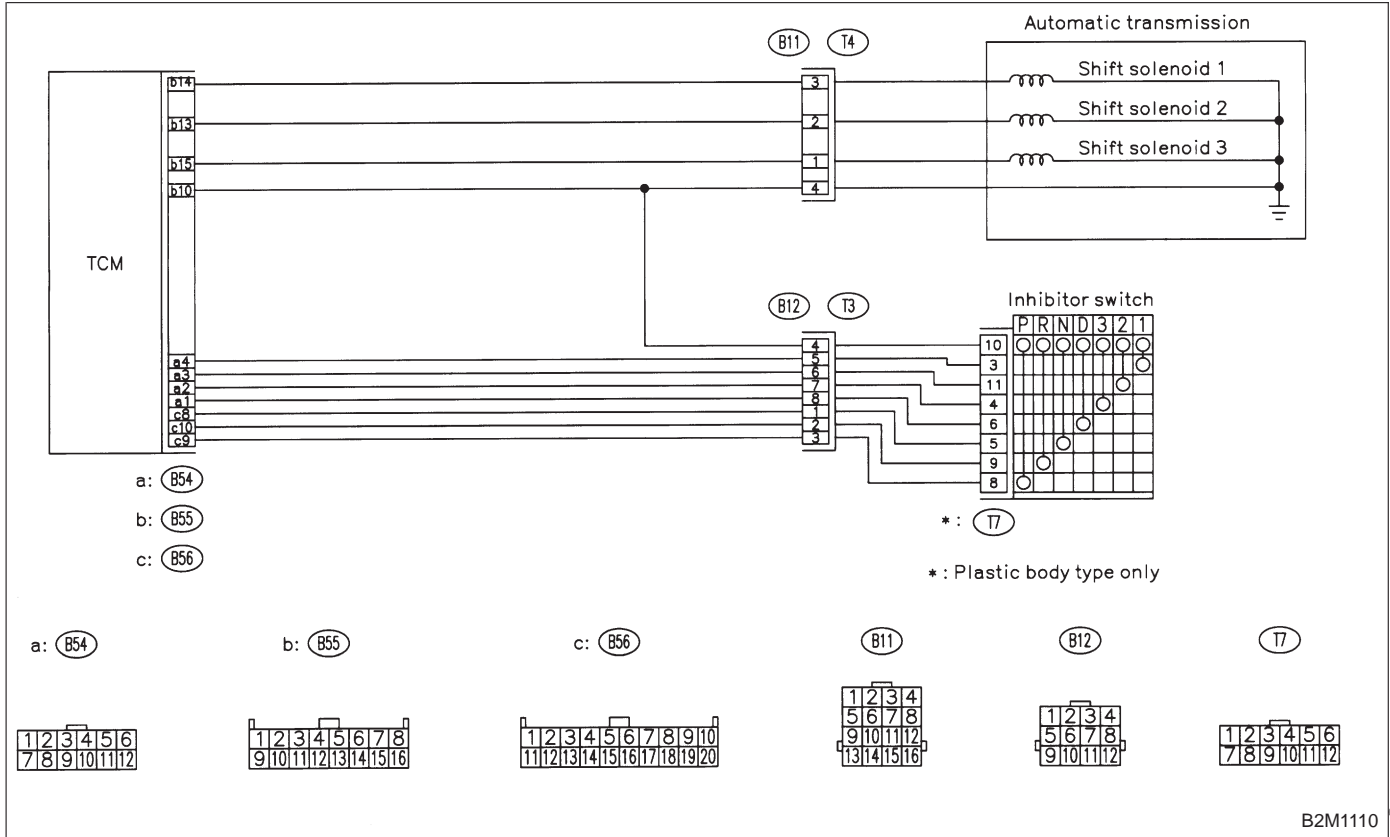 Automatic transmission
B11 T4
b14 3 Shift solenoid 1
b13 2 Shift solenoid 2
b15 1 Shift solenoid 3
b10 4
TCM
B12 T3 Inhibitor switch
P R N D 3 2 1
4 10
a4 5 3
a3 6 11
a2 7 4
a1 8 6
c8 1 5
c10 2 9
c9 3 8
a: B54
b: B55
c: B56
* : T7
* : Plastic body type only
a: B54 b: B55 c: B56 B11 B12 T7
1 2 3 4 5 6
7 8 9 10 11 12
1 2 3 4 5 6 7 8
9 10 11 12 13 14 15 16
1 2 3 4 5 6 7 8 9 10
11 12 13 14 15 16 17 18 19 20
1 2 3 4
5 6 7 8
9 10 11 12
13 14 15 16
1 2 3 4
5 6 7 8
9 10 11 12
1 2 3 4 5 6
7 8 9 10 11 12
B2M1110